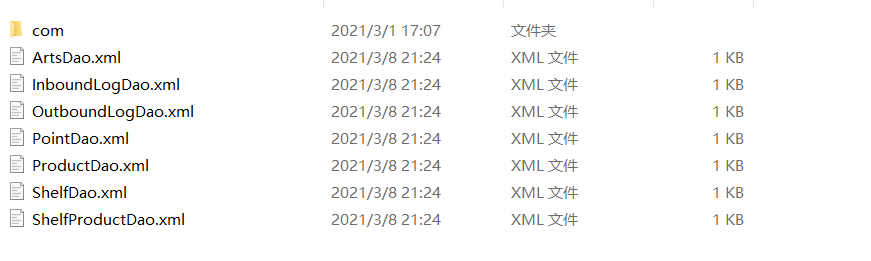 com 2021/3/1 17:07 文件夹
ArtsDao.xml 2021/3/8 21:24 XML 文件 1 KB
InboundLogDao.xml 2021/3/8 21:24 XML 文件 1 KB
OutboundLogDao.xml 2021/3/8 21:24 XML 文件 1 KB
PointDao.xml 2021/3/8 21:24 XML 文件 1 KB
ProductDao.xml 2021/3/8 21:24 XML 文件 1 KB
ShelfDao.xml 2021/3/8 21:24 XML 文件 1 KB
ShelfProductDao.xml 2021/3/8 21:24 XML 文件 1 KB